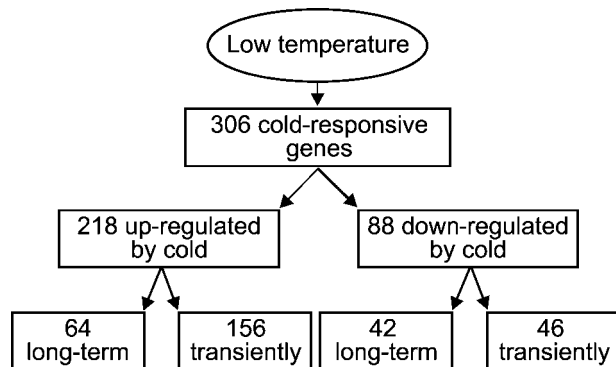 Low temperature
306 cold-responsive
genes
218 up-regulated
by cold
88 down-regulated
by cold
64
long-term
156
transiently
42
long-term
46
transiently